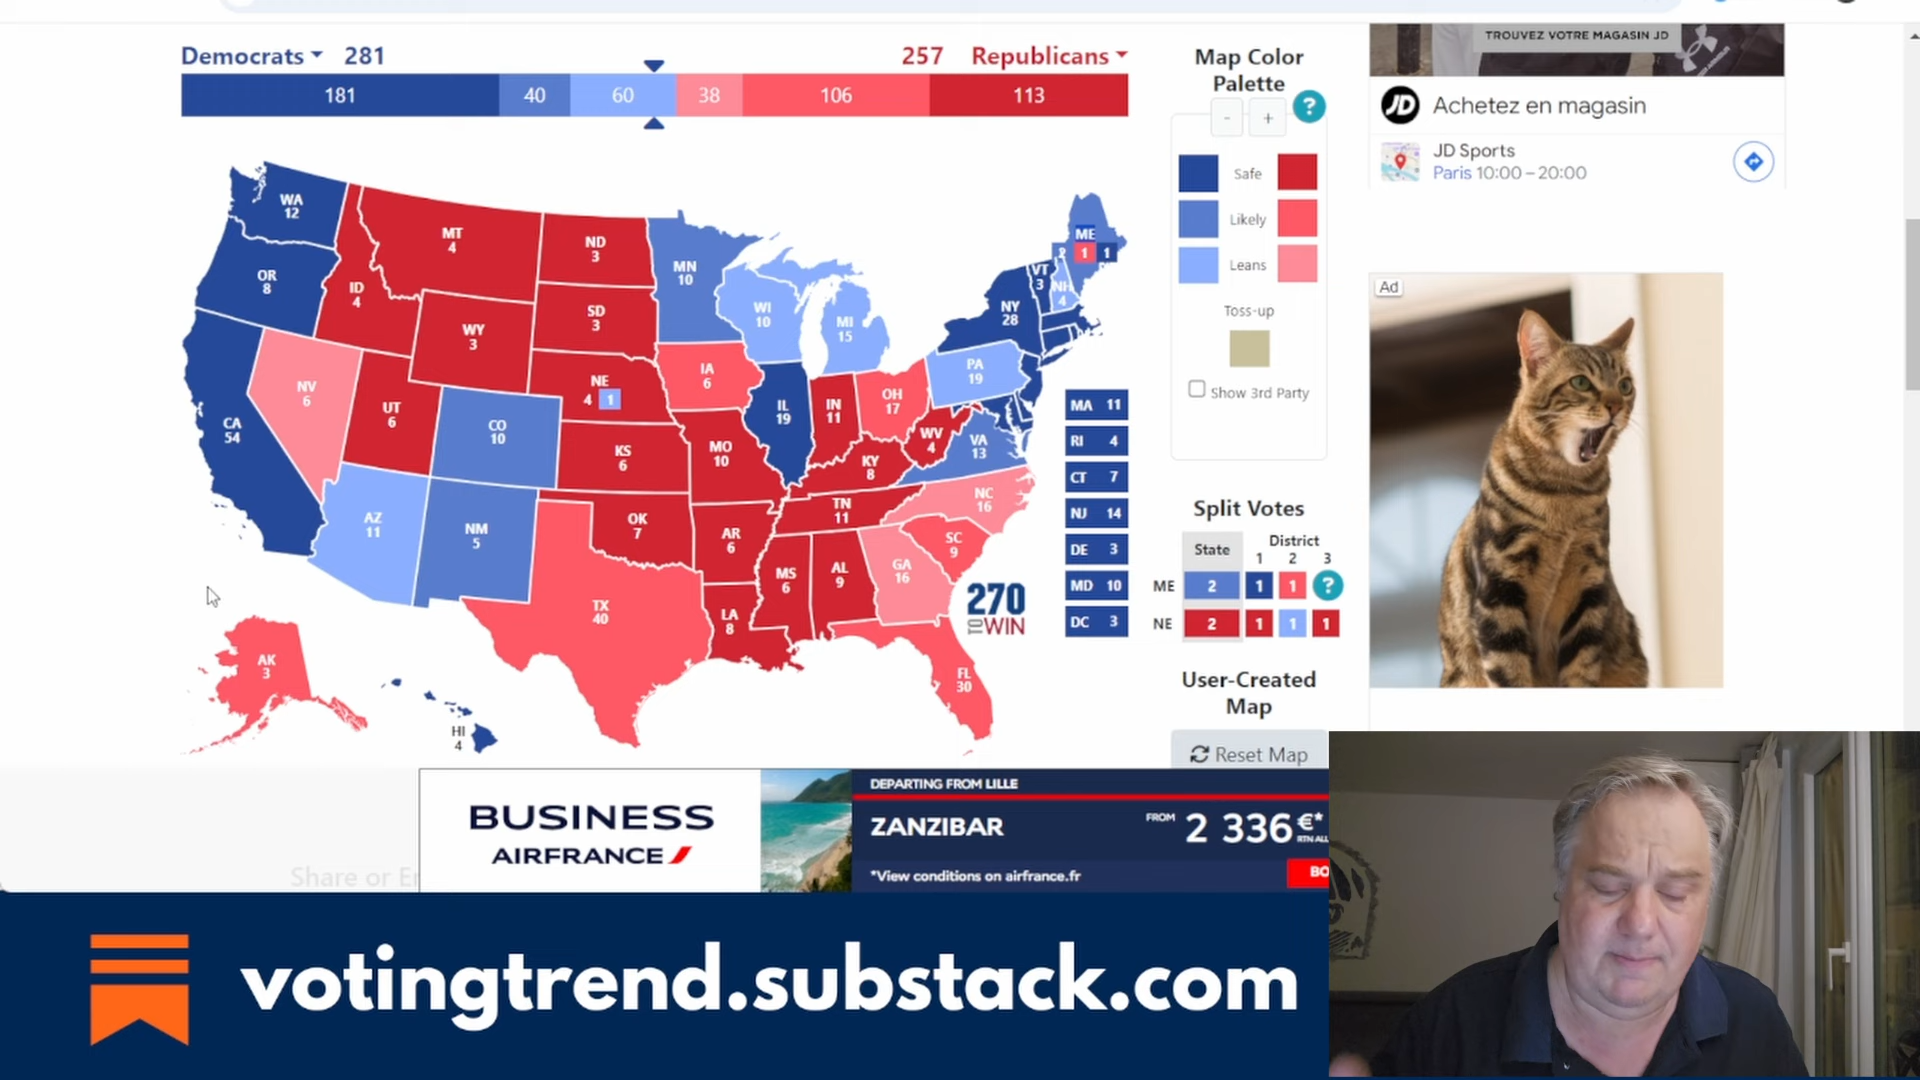 Democrats 281
257 Republicans
181 40 60 38 106 113
WA
12
OR
8
CA
54
ID
4
NV
6
MT
4
WY
3
UT
6
AZ
11
CO
10
NM
5
ND
3
SD
3
NE
4 1
KS
6
OK
7
TX
40
MN
10
IA
6
MO
10
AR
6
LA
8
WI
10
IL
19
MI
15
IN
11
OH
17
KY
8
TN
11
MS
6
AL
9
GA
16
FL
30
SC
9
NC
16
VA
13
WV
4
PA
19
NY
28
VT
3
NH
4
ME
2 1 1
AK
3
HI
4
MA 11
RI 4
CT 7
NJ 14
DE 3
MD 10
DC 3
270
TO WIN
Map Color
Palette
- + ?
Safe
Likely
Leans
Toss-up
Show 3rd Party
Split Votes
State District
1 2 3
ME 2 1 1 ?
NE 2 1 1 1
User-Created
Map
Reset Map
TROUVEZ VOTRE MAGASIN JD
JD Achetez en magasin
JD Sports
Paris 10:00 – 20:00
Ad
Share or
BUSINESS
AIRFRANCE
DEPARTING FROM LILLE
ZANZIBAR FROM 2 336 €*
*View conditions on airfrance.fr
votingtrend.substack.com